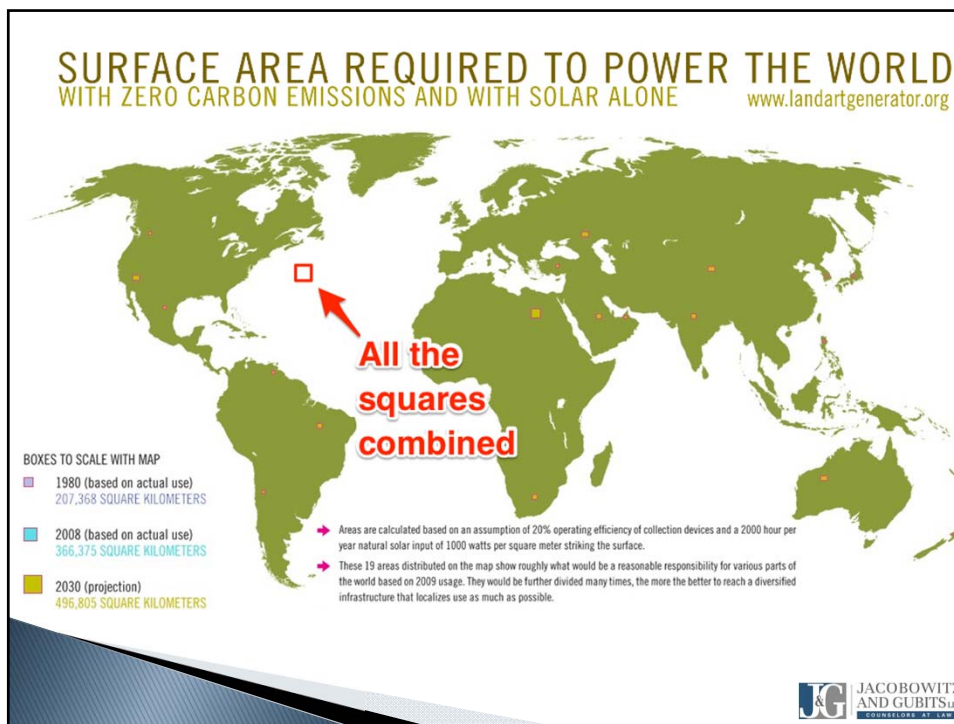 SURFACE AREA REQUIRED TO POWER THE WORLD
WITH ZERO CARBON EMISSIONS AND WITH SOLAR ALONE
www.landartgenerator.org
All the
squares
combined
BOXES TO SCALE WITH MAP
1980 (based on actual use)
207,368 SQUARE KILOMETERS
2008 (based on actual use)
366,375 SQUARE KILOMETERS
2030 (projection)
496,805 SQUARE KILOMETERS
Areas are calculated based on an assumption of 20% operating efficiency of collection devices and a 2000 hour per
year natural solar input of 1000 watts per square meter striking the surface.
These 19 areas distributed on the map show roughly what would be a reasonable responsibility for various parts of
the world based on 2009 usage. They would be further divided many times, the more the better to reach a diversified
infrastructure that localizes use as much as possible.
J&G
JACOBOWITZ
AND GUBITS LL
COUNSELORS AT LAW